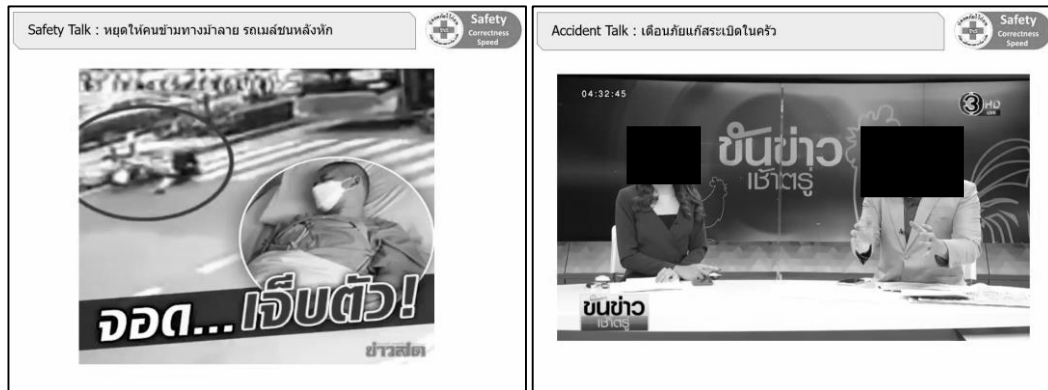 Safety Talk : หยุดให้คนข้ามทางม้าลาย รถเมล์ชนหลังหัก
Safety
Correctness
Speed
จอด...เจ็บตัว!
ข่าวสด
Accident Talk : เตือนภัยแก๊สระเบิดในครัว
Safety
Correctness
Speed
04:32:45
3 HD
ขันข่าว
เช้าตรู่
ขันข่าว
เช้าตรู่